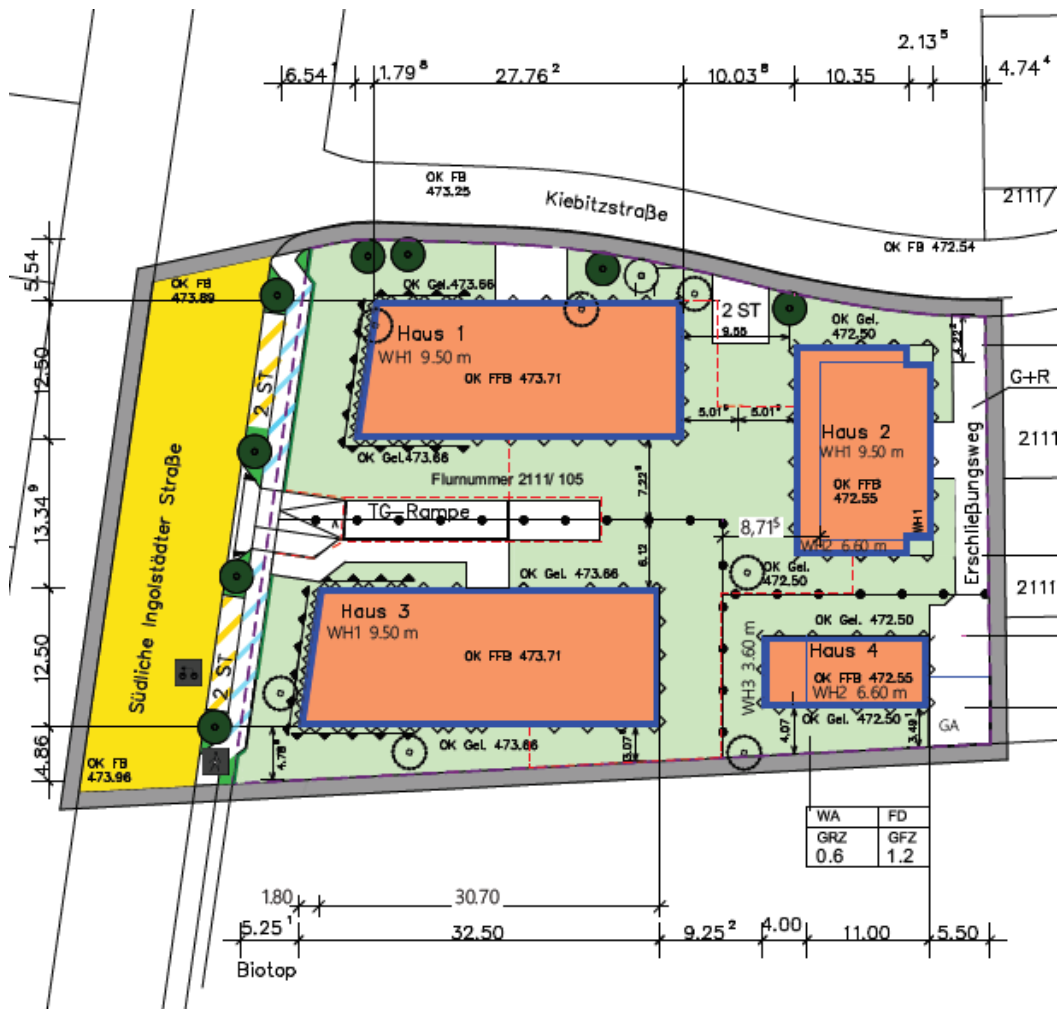 2.13⁵
6.54¹ 1.79⁸ 27.76² 10.03⁸ 10.35 4.74⁴
OK FB
473.25
Kiebitzstraße
2111/
OK FB 472.54
5.54
OK FB
473.89
OK Gel.473.66
2 ST
9.55
OK Gel.
472.50
4.22⁵
Haus 1
WH1 9.50 m
OK FFB 473.71
12.50
2 ST
G+R
5.01⁹ 5.01⁹
Haus 2
WH1 9.50 m
2111
OK Gel.473.66
Flurnummer 2111/ 105
7.22⁸
OK FFB
472.55
Südliche Ingolstädter Straße
13.34⁹
TG-Rampe
8,71⁵
WH1
Erschließungsweg
WH2 6.60 m
6.12
OK Gel. 473.66
OK Gel.
472.50
2111
Haus 3
WH1 9.50 m
OK FFB 473.71
12.50
2 ST
WH3 3.60 m
OK Gel. 472.50
Haus 4
OK FFB 472.55
WH2 6.60 m
OK Gel. 472.50
GA
4.86
OK FB
473.96
A
4.78⁸
OK Gel. 473.66
3.07⁶
4.07
3.49¹
WA FD
GRZ GFZ
0.6 1.2
1.80 30.70
5.25¹ 32.50 9.25² 4.00 11.00 5.50
Biotop